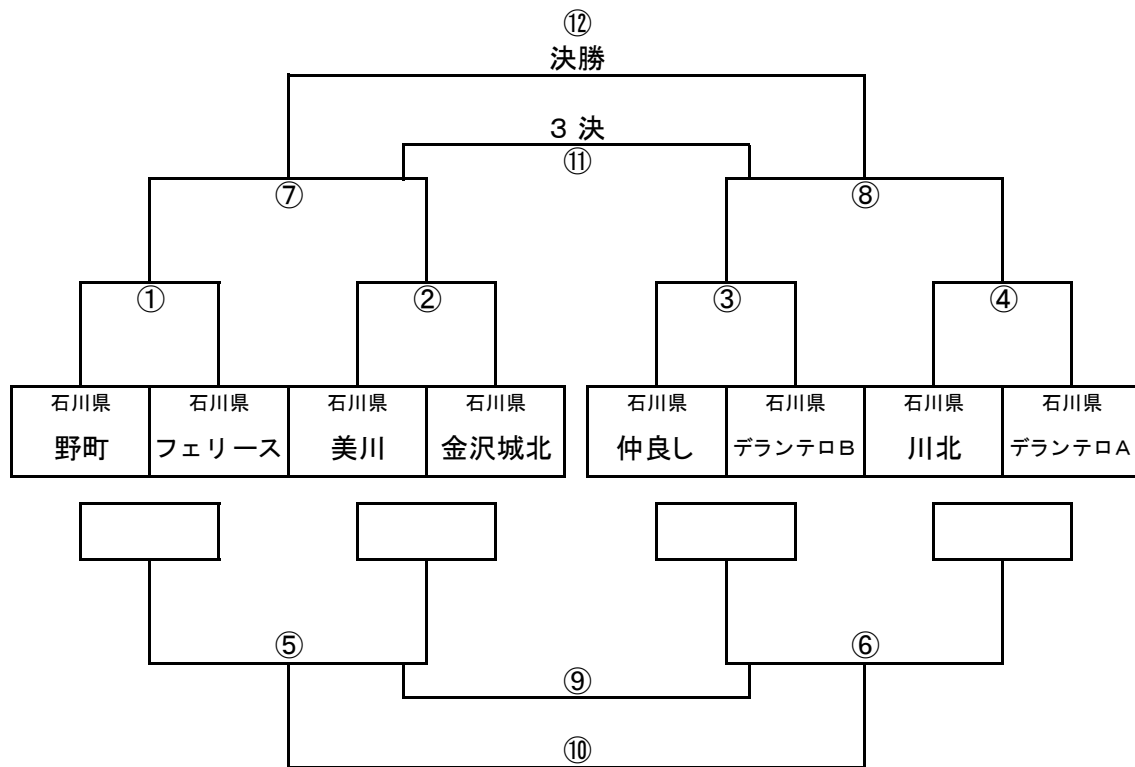 ⑫
決勝
３決
⑪
⑦ ⑧
① ② ③ ④
石川県 石川県 石川県 石川県 石川県 石川県 石川県 石川県
野町 フェリース 美川 金沢城北 仲良し デランテロＢ 川北 デランテロＡ
⑤ ⑥
⑨
⑩